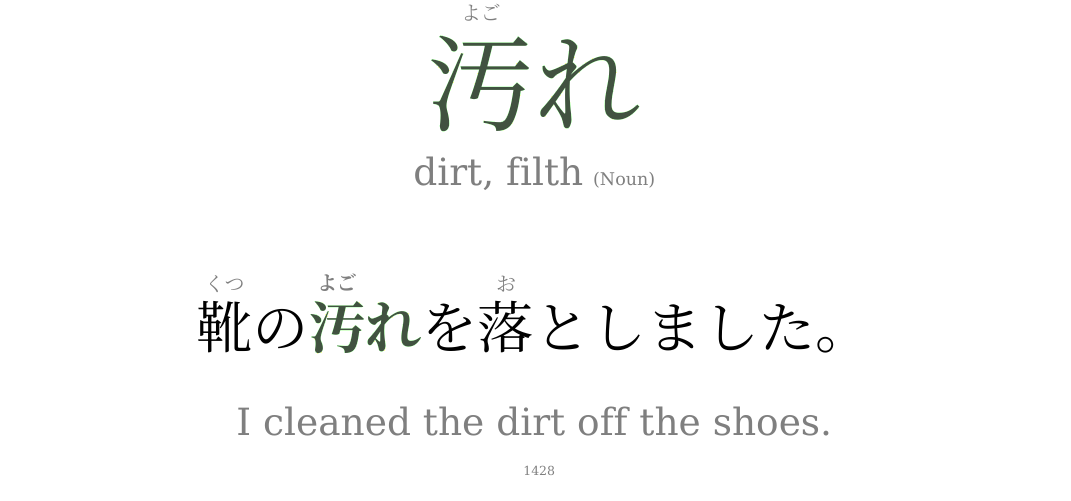 よご
汚れ
dirt, filth (Noun)
くつ よご お
靴の汚れを落としました。
I cleaned the dirt off the shoes.
1428